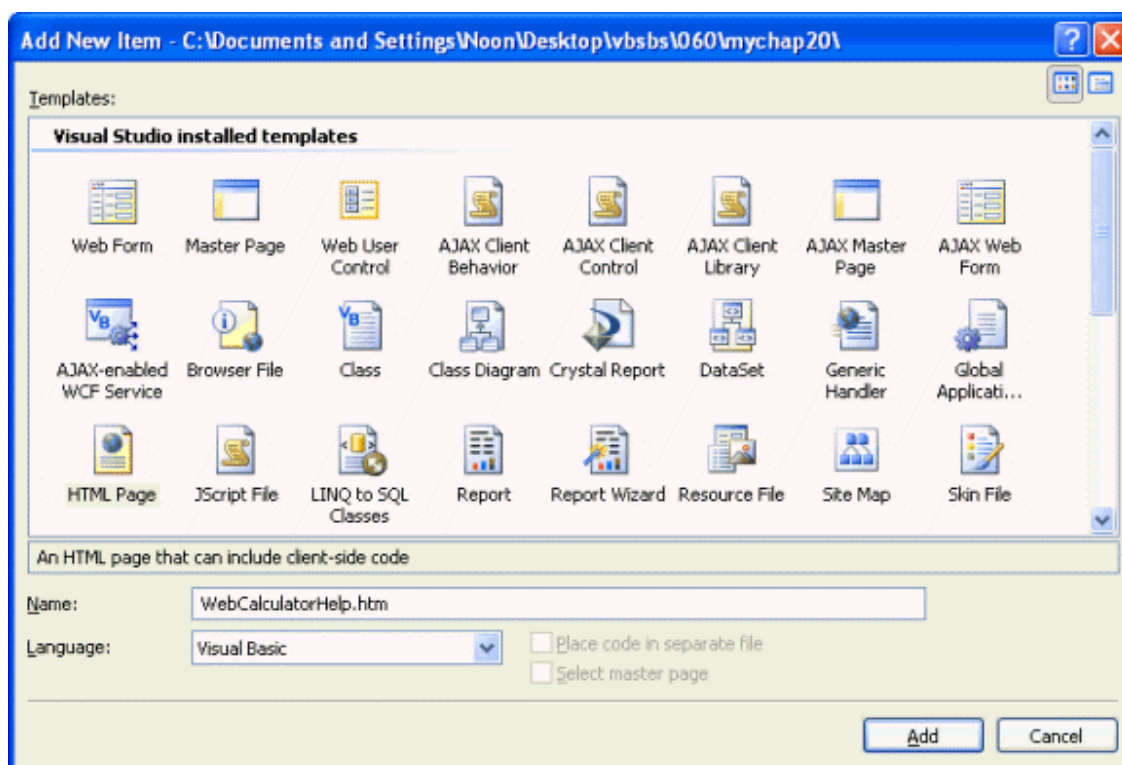 Add New Item - C:\Documents and Settings\Noon\Desktop\vbsbs\060\mychap20\
Templates:
Visual Studio installed templates
Web Form
Master Page
Web User
Control
AJAX Client
Behavior
AJAX Client
Control
AJAX Client
Library
AJAX Master
Page
AJAX Web
Form
AJAX-enabled
WCF Service
Browser File
Class
Class Diagram
Crystal Report
DataSet
Generic
Handler
Global
Applicati...
HTML Page
JScript File
LINQ to SQL
Classes
Report
Report Wizard
Resource File
Site Map
Skin File
An HTML page that can include client-side code
Name:
WebCalculatorHelp.htm
Language:
Visual Basic
Place code in separate file
Select master page
Add
Cancel